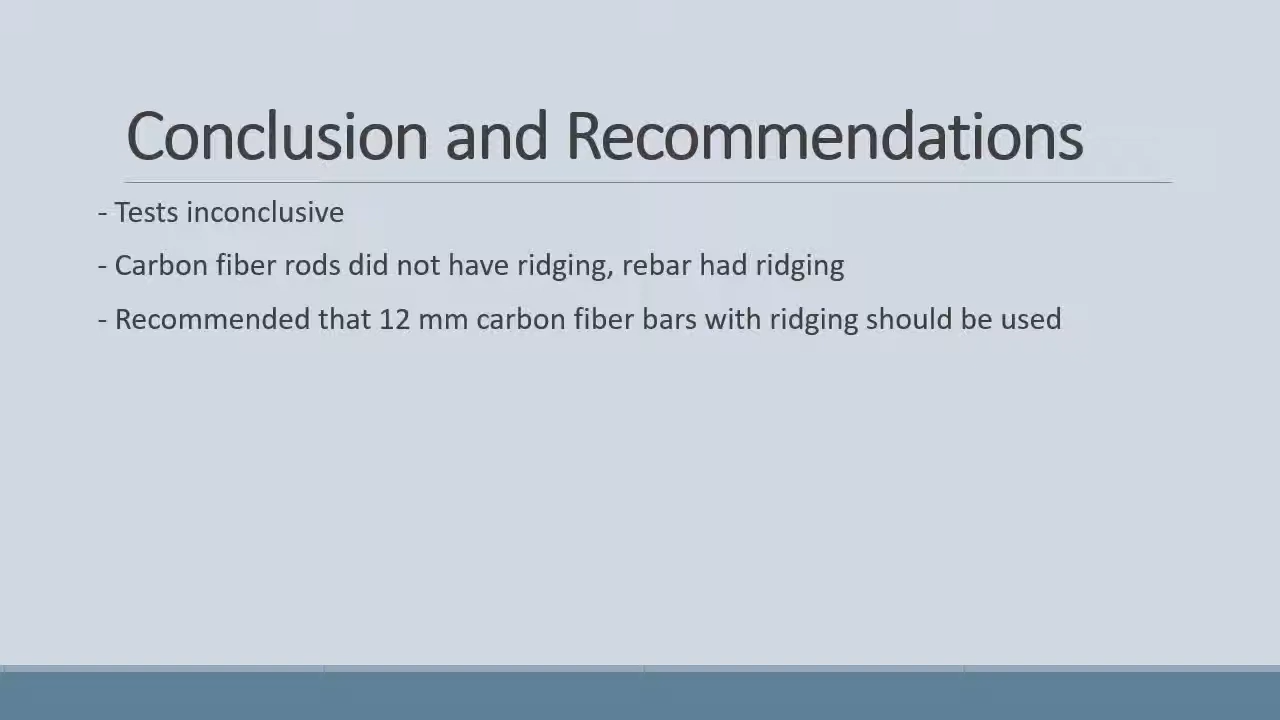 Conclusion and Recommendations
- Tests inconclusive
- Carbon fiber rods did not have ridging, rebar had ridging
- Recommended that 12 mm carbon fiber bars with ridging should be used